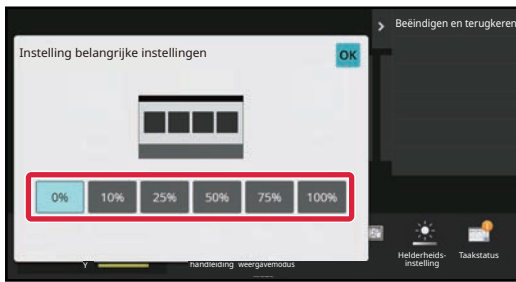 Beëindigen en terugkeren
Instelling belangrijke instellingen
OK
0% 10% 25% 50% 75% 100%
Y
handleiding weergavemodus
Helderheids-
instelling
Taakstatus